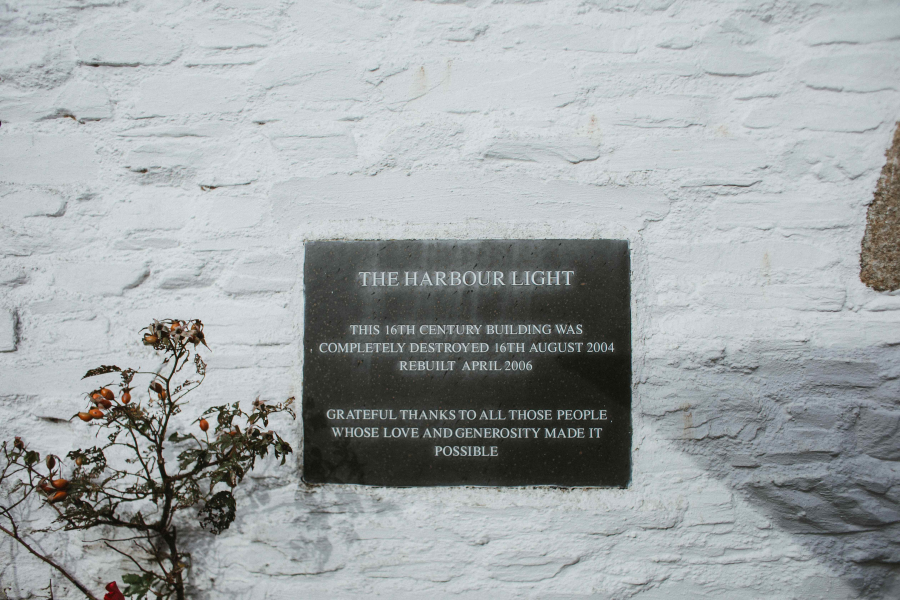 THE HARBOUR LIGHT
THIS 16TH CENTURY BUILDING WAS
COMPLETELY DESTROYED 16TH AUGUST 2004
REBUILT APRIL 2006
GRATEFUL THANKS TO ALL THOSE PEOPLE
WHOSE LOVE AND GENEROSITY MADE IT
POSSIBLE